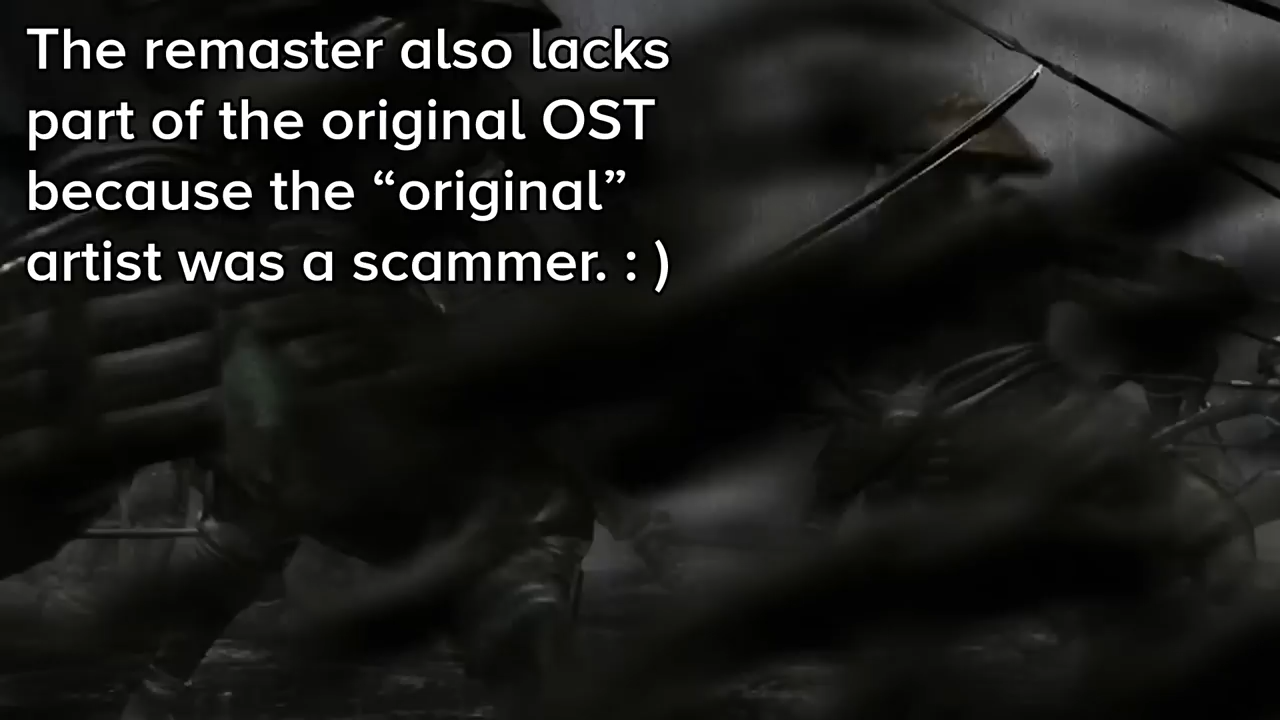 The remaster also lacks
part of the original OST
because the “original”
artist was a scammer. : )